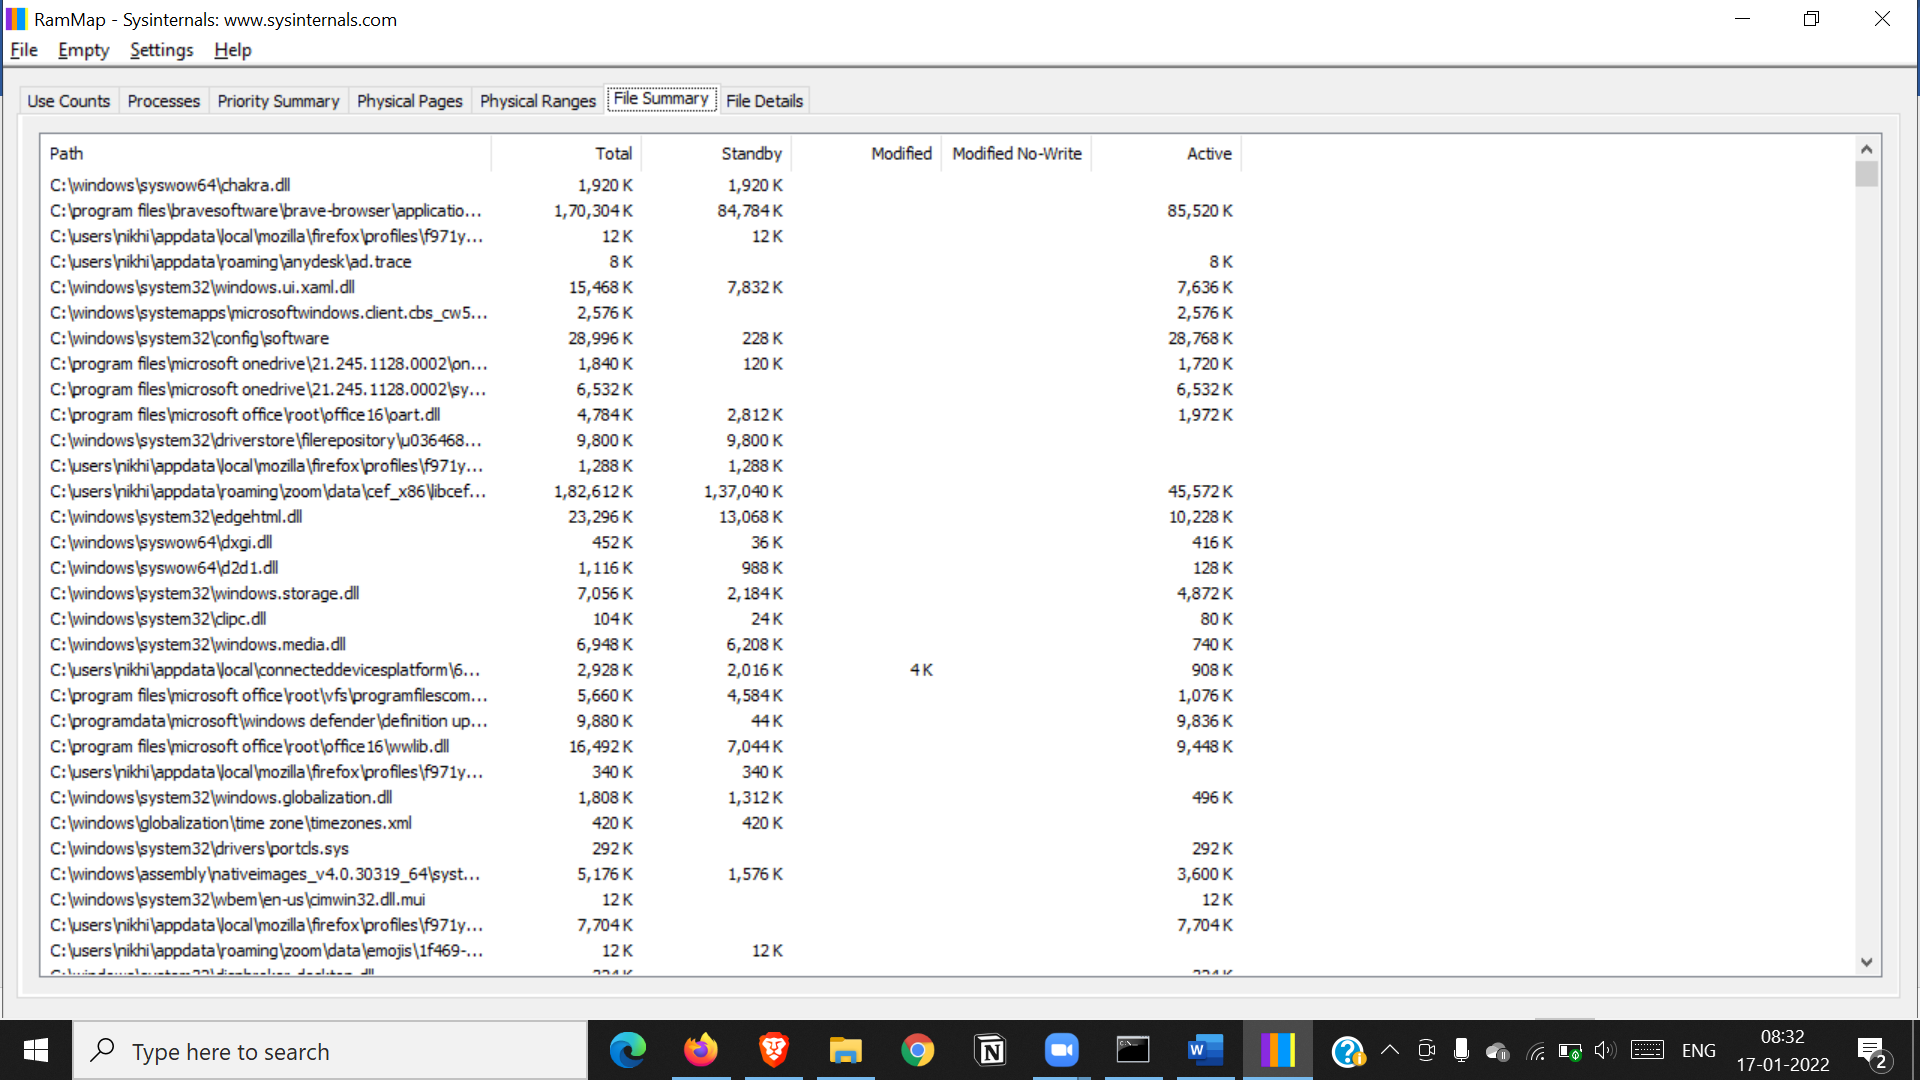 RamMap - Sysinternals: www.sysinternals.com
File Empty Settings Help
Use Counts Processes Priority Summary Physical Pages Physical Ranges File Summary File Details
Path Total Standby Modified Modified No-Write Active
C:\windows\syswow64\chakra.dll 1,920 K 1,920 K
C:\program files\bravesoftware\brave-browser\applicatio... 1,70,304 K 84,784 K 85,520 K
C:\users\nikhi\appdata\local\mozilla\firefox\profiles\f971y... 12 K 12 K
C:\users\nikhi\appdata\roaming\anydesk\ad.trace 8 K 8 K
C:\windows\system32\windows.ui.xaml.dll 15,468 K 7,832 K 7,636 K
C:\windows\systemapps\microsoftwindows.client.cbs_cw5... 2,576 K 2,576 K
C:\windows\system32\config\software 28,996 K 228 K 28,768 K
C:\program files\microsoft onedrive\21.245.1128.0002\on... 1,840 K 120 K 1,720 K
C:\program files\microsoft onedrive\21.245.1128.0002\sy... 6,532 K 6,532 K
C:\program files\microsoft office\root\office16\oart.dll 4,784 K 2,812 K 1,972 K
C:\windows\system32\driverstore\filerepository\u036468... 9,800 K 9,800 K
C:\users\nikhi\appdata\local\mozilla\firefox\profiles\f971y... 1,288 K 1,288 K
C:\users\nikhi\appdata\roaming\zoom\data\cef_x86\libcef... 1,82,612 K 1,37,040 K 45,572 K
C:\windows\system32\edgehtml.dll 23,296 K 13,068 K 10,228 K
C:\windows\syswow64\dxgi.dll 452 K 36 K 416 K
C:\windows\syswow64\d2d1.dll 1,116 K 988 K 128 K
C:\windows\system32\windows.storage.dll 7,056 K 2,184 K 4,872 K
C:\windows\system32\clipc.dll 104 K 24 K 80 K
C:\windows\system32\windows.media.dll 6,948 K 6,208 K 740 K
C:\users\nikhi\appdata\local\connecteddevicesplatform\6... 2,928 K 2,016 K 4 K 908 K
C:\program files\microsoft office\root\vfs\programfilescom... 5,660 K 4,584 K 1,076 K
C:\programdata\microsoft\windows defender\definition up... 9,880 K 44 K 9,836 K
C:\program files\microsoft office\root\office16\wwlib.dll 16,492 K 7,044 K 9,448 K
C:\users\nikhi\appdata\local\mozilla\firefox\profiles\f971y... 340 K 340 K
C:\windows\system32\windows.globalization.dll 1,808 K 1,312 K 496 K
C:\windows\globalization\time zone\timezones.xml 420 K 420 K
C:\windows\system32\drivers\portcls.sys 292 K 292 K
C:\windows\assembly\nativeimages_v4.0.30319_64\syst... 5,176 K 1,576 K 3,600 K
C:\windows\system32\wbem\en-us\cimwin32.dll.mui 12 K 12 K
C:\users\nikhi\appdata\local\mozilla\firefox\profiles\f971y... 7,704 K 7,704 K
C:\users\nikhi\appdata\roaming\zoom\data\emojis\1f469-... 12 K 12 K
Type here to search
ENG
08:32
17-01-2022
2